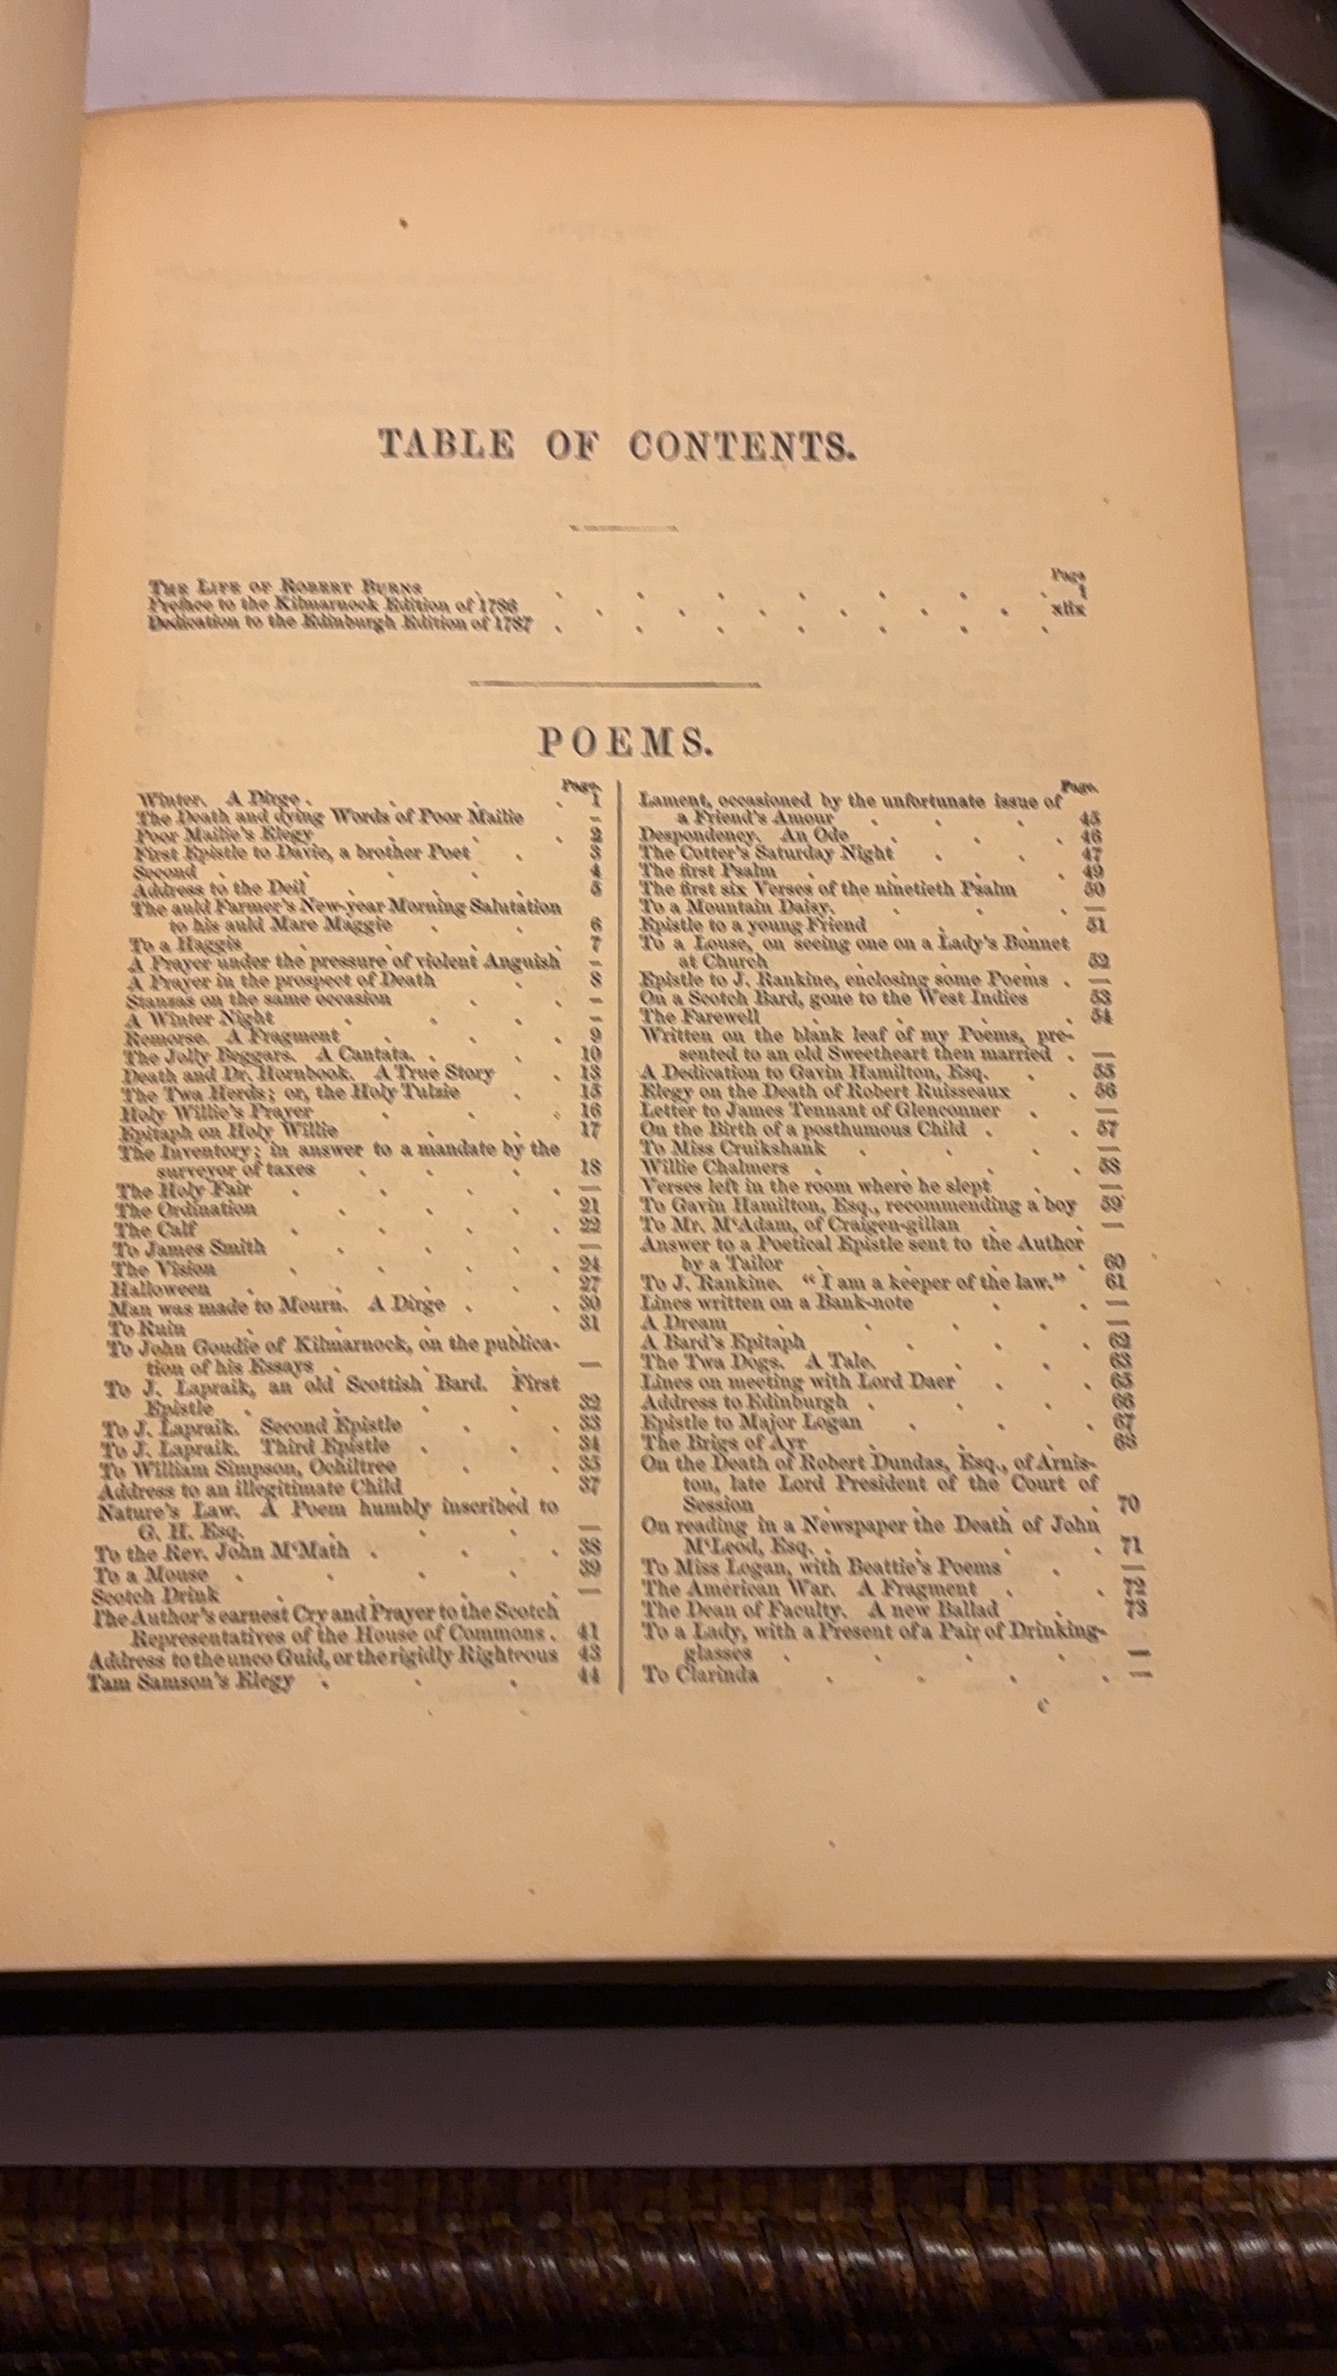 TABLE OF CONTENTS.
Page
THE LIFE OF ROBERT BURNS . . . . . . . . i
Preface to the Kilmarnock Edition of 1786 . . . . . . xlix
Dedication to the Edinburgh Edition of 1787 . . . . . . .
POEMS.
Page.
Winter. A Dirge . . . . 1
The Death and dying Words of Poor Mailie –
Poor Mailie's Elegy . . . 2
First Epistle to Davie, a brother Poet . 3
Second . . . . 4
Address to the Deil . . . 5
The auld Farmer's New-year Morning Salutation
to his auld Mare Maggie . . 6
To a Haggis . . . . 7
A Prayer under the pressure of violent Anguish –
A Prayer in the prospect of Death . 8
Stanzas on the same occasion . . –
A Winter Night . . . –
Remorse. A Fragment . . . 9
The Jolly Beggars. A Cantata. . . 10
Death and Dr. Hornbook. A True Story . 13
The Twa Herds; or, the Holy Tulzie . 15
Holy Willie's Prayer . . . 16
Epitaph on Holy Willie . . 17
The Inventory; in answer to a mandate by the
surveyor of taxes . . . 18
The Holy Fair . . . . —
The Ordination . . . 21
The Calf . . . . 22
To James Smith . . . —
The Vision . . . . 24
Halloween . . . . 27
Man was made to Mourn. A Dirge . . 30
To Ruin . . . . 31
To John Goudie of Kilmarnock, on the publica-
tion of his Essays . . . —
To J. Lapraik, an old Scottish Bard. First
Epistle . . . . 32
To J. Lapraik. Second Epistle . . 33
To J. Lapraik. Third Epistle . . 34
To William Simpson, Ochiltree . . 35
Address to an illegitimate Child . 37
Nature's Law. A Poem humbly inscribed to
G. H. Esq. . . . —
To the Rev. John M'Math . . . 38
To a Mouse . . . . 39
Scotch Drink . . . . —
The Author's earnest Cry and Prayer to the Scotch
Representatives of the House of Commons . 41
Address to the unco Guid, or the rigidly Righteous 43
Tam Samson's Elegy . . . 44
Page.
Lament, occasioned by the unfortunate issue of
a Friend's Amour . . . 45
Despondency. An Ode . . . 46
The Cotter's Saturday Night . . 47
The first Psalm . . . . 49
The first six Verses of the ninetieth Psalm 50
To a Mountain Daisy. . . . —
Epistle to a young Friend . . 51
To a Louse, on seeing one on a Lady's Bonnet
at Church . . . 52
Epistle to J. Rankine, enclosing some Poems . —
On a Scotch Bard, gone to the West Indies 53
The Farewell . . . . 54
Written on the blank leaf of my Poems, pre-
sented to an old Sweetheart then married . —
A Dedication to Gavin Hamilton, Esq. . 55
Elegy on the Death of Robert Ruisseaux . 56
Letter to James Tennant of Glenconner . —
On the Birth of a posthumous Child . . 57
To Miss Cruikshank . . . —
Willie Chalmers . . . . 58
Verses left in the room where he slept . —
To Gavin Hamilton, Esq., recommending a boy 59
To Mr. M'Adam, of Craigen-gillan . . —
Answer to a Poetical Epistle sent to the Author
by a Tailor . . . . 60
To J. Rankine. "I am a keeper of the law." 61
Lines written on a Bank-note . . —
A Dream . . . . —
A Bard's Epitaph . . . 62
The Twa Dogs. A Tale. . . 63
Lines on meeting with Lord Daer . . 65
Address to Edinburgh . . . 66
Epistle to Major Logan . . . 67
The Brigs of Ayr . . . 68
On the Death of Robert Dundas, Esq., of Arnis-
ton, late Lord President of the Court of
Session . . . . 70
On reading in a Newspaper the Death of John
M'Leod, Esq. . . . . 71
To Miss Logan, with Beattie's Poems . —
The American War. A Fragment . . 72
The Dean of Faculty. A new Ballad . 73
To a Lady, with a Present of a Pair of Drinking-
glasses . . . . —
To Clarinda . . . . —
c